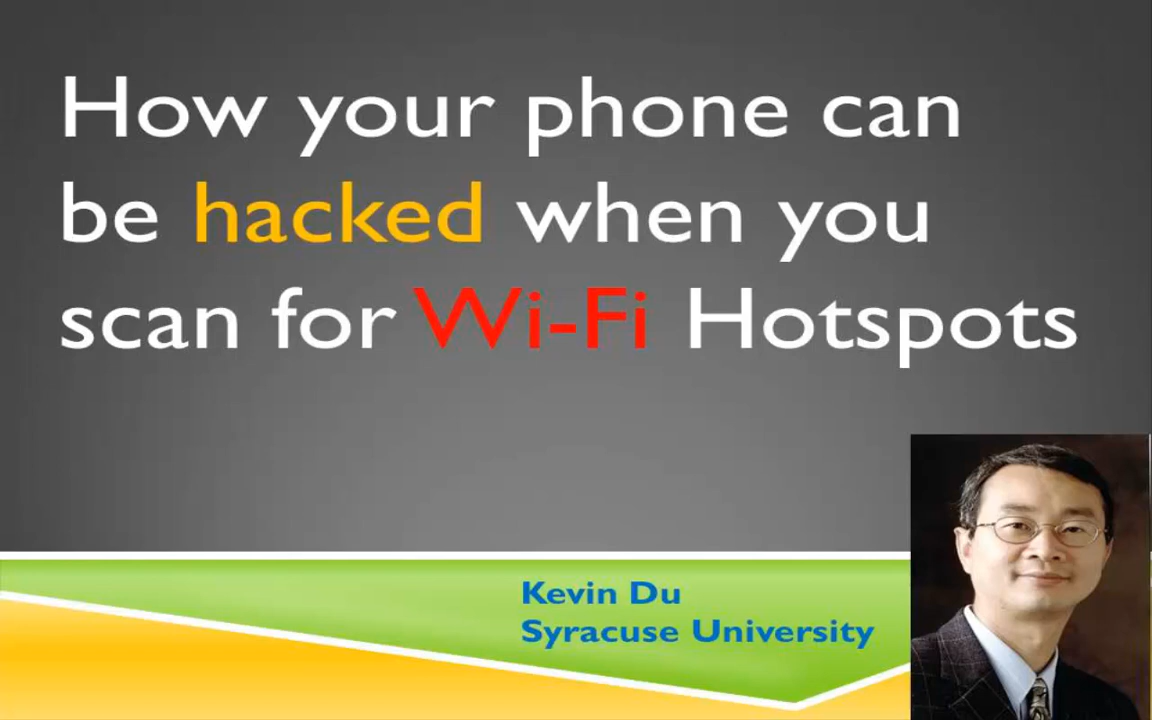 How your phone can
be hacked when you
scan for Wi-Fi Hotspots
Kevin Du
Syracuse University